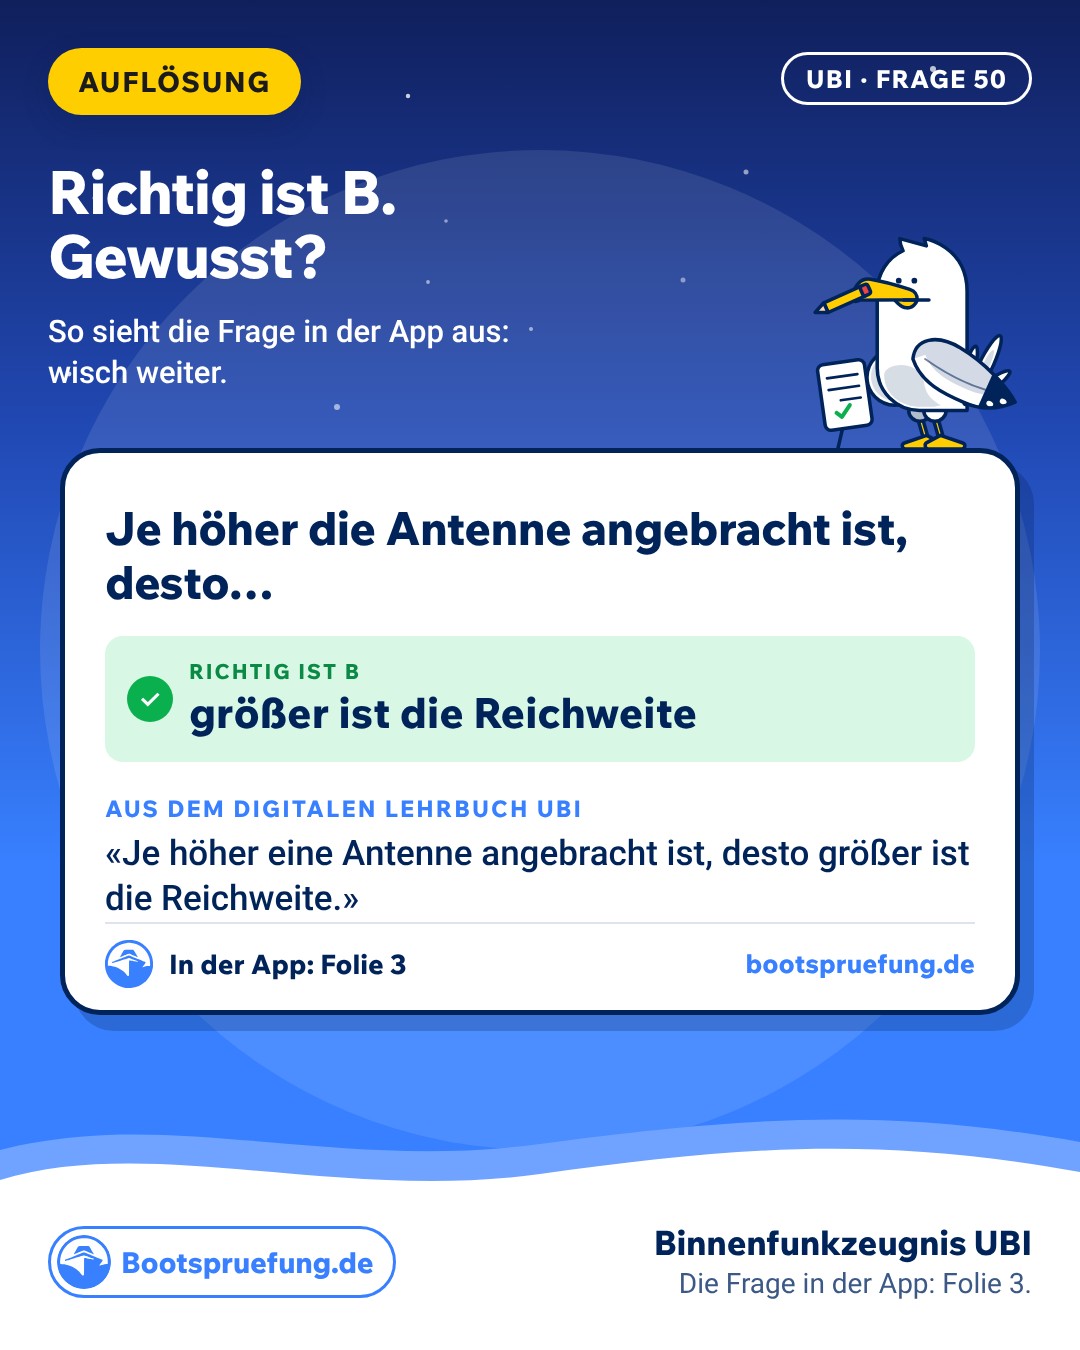 AUFLÖSUNG
UBI · FRAGE 50
Richtig ist B.
Gewusst?
So sieht die Frage in der App aus:
wisch weiter.
Je höher die Antenne angebracht ist,
desto...
RICHTIG IST B
größer ist die Reichweite
AUS DEM DIGITALEN LEHRBUCH UBI
«Je höher eine Antenne angebracht ist, desto größer ist
die Reichweite.»
In der App: Folie 3
bootspruefung.de
Bootspruefung.de
Binnenfunkzeugnis UBI
Die Frage in der App: Folie 3.